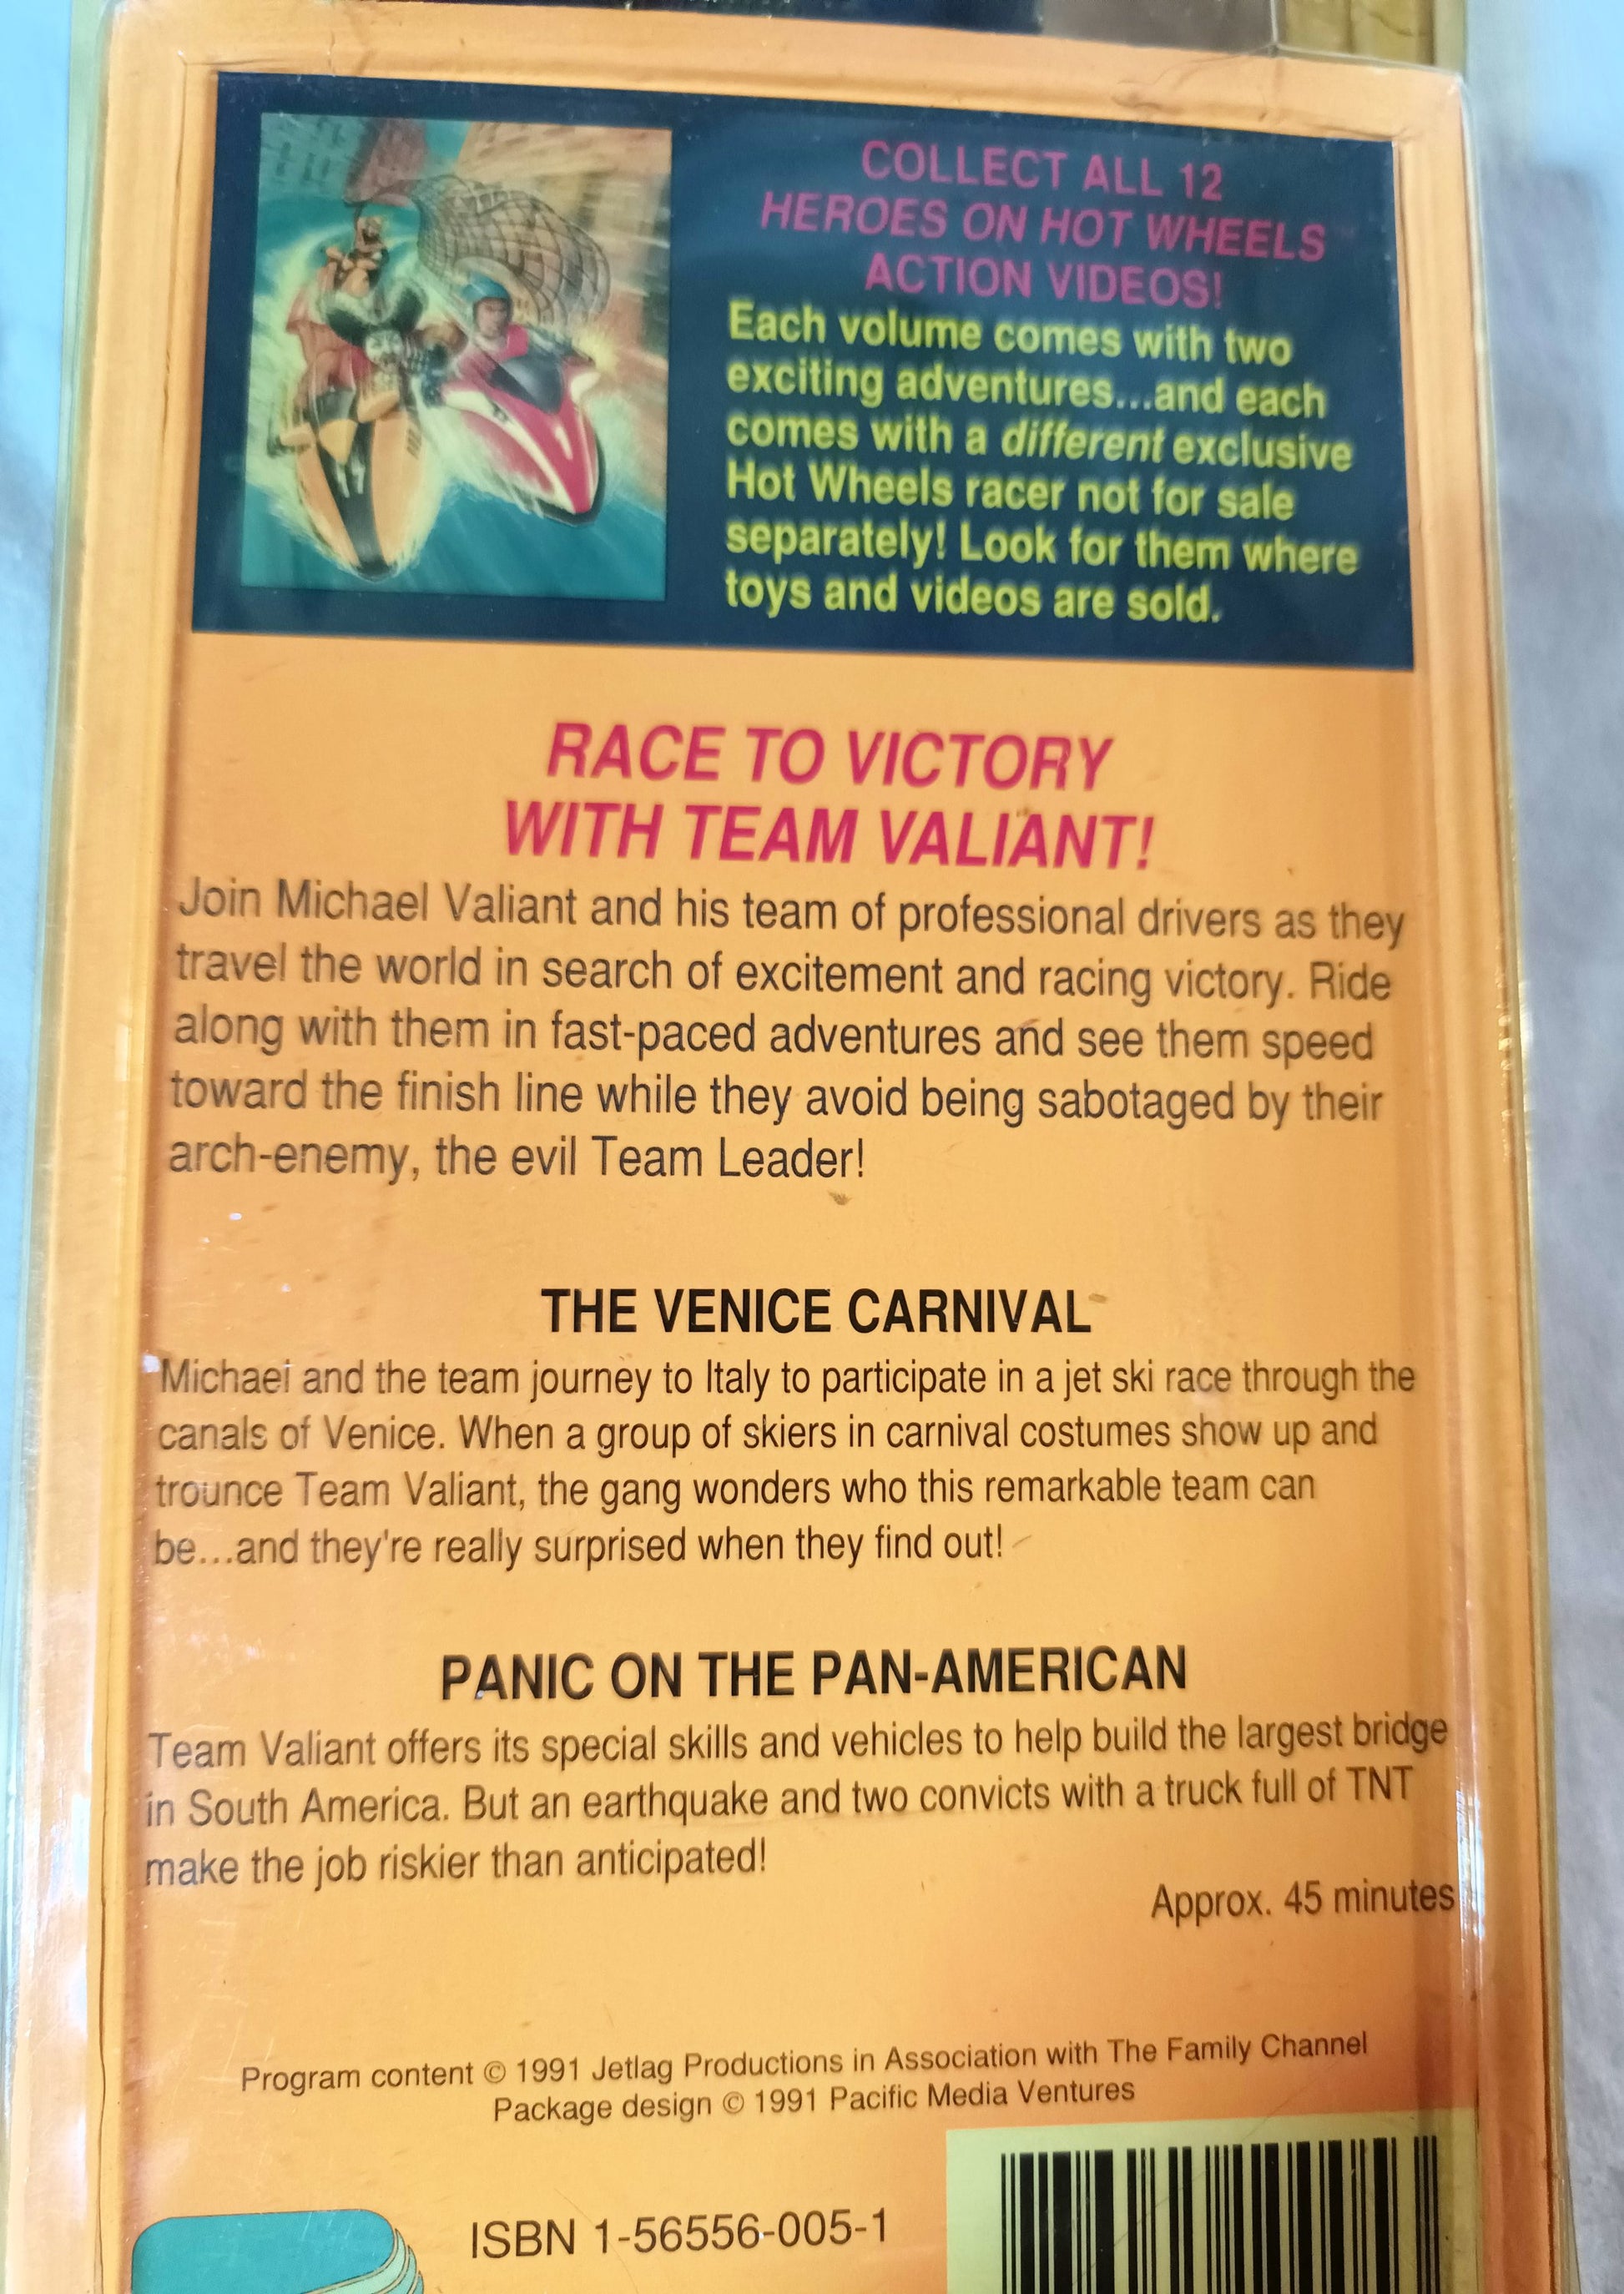 COLLECT ALL 12
HEROES ON HOT WHEELS™
ACTION VIDEOS!
Each volume comes with two
exciting adventures...and each
comes with a different exclusive
Hot Wheels racer not for sale
separately! Look for them where
toys and videos are sold.
RACE TO VICTORY
WITH TEAM VALIANT!
Join Michael Valiant and his team of professional drivers as they
travel the world in search of excitement and racing victory. Ride
along with them in fast-paced adventures and see them speed
toward the finish line while they avoid being sabotaged by their
arch-enemy, the evil Team Leader!
THE VENICE CARNIVAL
Michael and the team journey to Italy to participate in a jet ski race through the
canals of Venice. When a group of skiers in carnival costumes show up and
trounce Team Valiant, the gang wonders who this remarkable team can
be...and they're really surprised when they find out!
PANIC ON THE PAN-AMERICAN
Team Valiant offers its special skills and vehicles to help build the largest bridge
in South America. But an earthquake and two convicts with a truck full of TNT
make the job riskier than anticipated!
Approx. 45 minutes
Program content © 1991 Jetlag Productions in Association with The Family Channel
Package design © 1991 Pacific Media Ventures
ISBN 1-56556-005-1